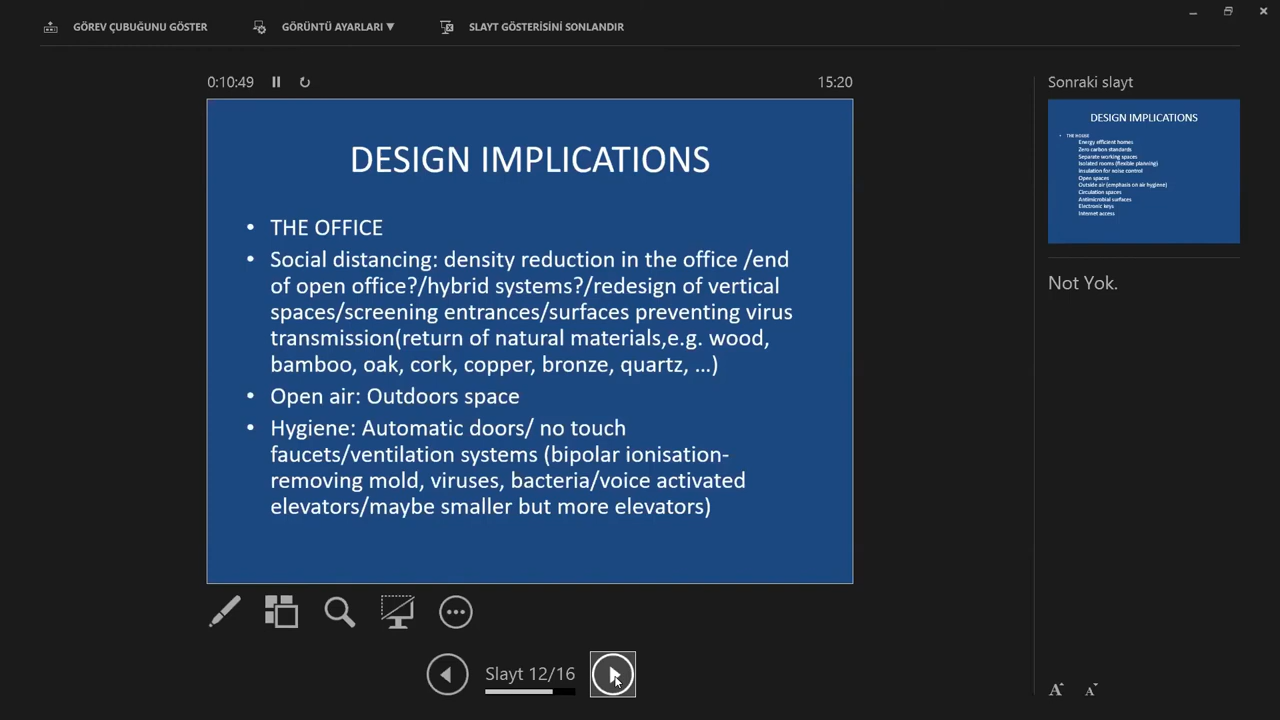 GÖREV ÇUBUĞUNU GÖSTER
GÖRÜNTÜ AYARLARI ▼
SLAYT GÖSTERİSİNİ SONLANDIR
0:10:49
15:20
DESIGN IMPLICATIONS
• THE OFFICE
• Social distancing: density reduction in the office /end
of open office?/hybrid systems?/redesign of vertical
spaces/screening entrances/surfaces preventing virus
transmission(return of natural materials,e.g. wood,
bamboo, oak, cork, copper, bronze, quartz, ...)
• Open air: Outdoors space
• Hygiene: Automatic doors/ no touch
faucets/ventilation systems (bipolar ionisation-
removing mold, viruses, bacteria/voice activated
elevators/maybe smaller but more elevators)
Slayt 12/16
Sonraki slayt
DESIGN IMPLICATIONS
• THE HOUSE
Energy efficient homes
Zero carbon standards
Separate working spaces
Isolated rooms (flexible planning)
Insulation for noise control
Open spaces
Outside air (emphasis on air hygiene)
Circulation spaces
Antimicrobial surfaces
Electronic keys
Internet access
Not Yok.
A A